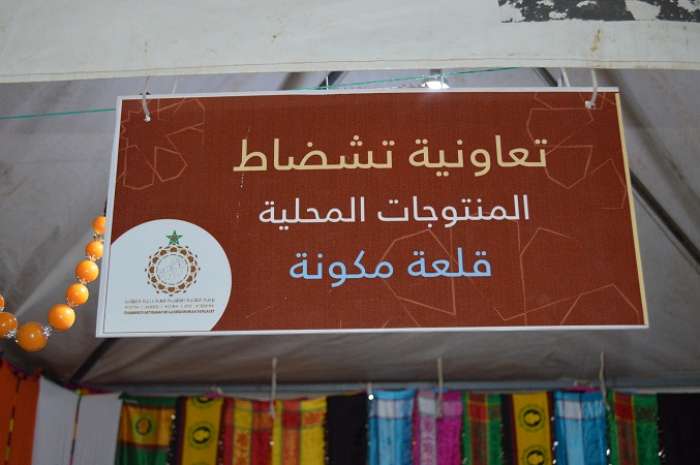 تعاونية تشضاط
المنتوجات المحلية
قلعة مكونة